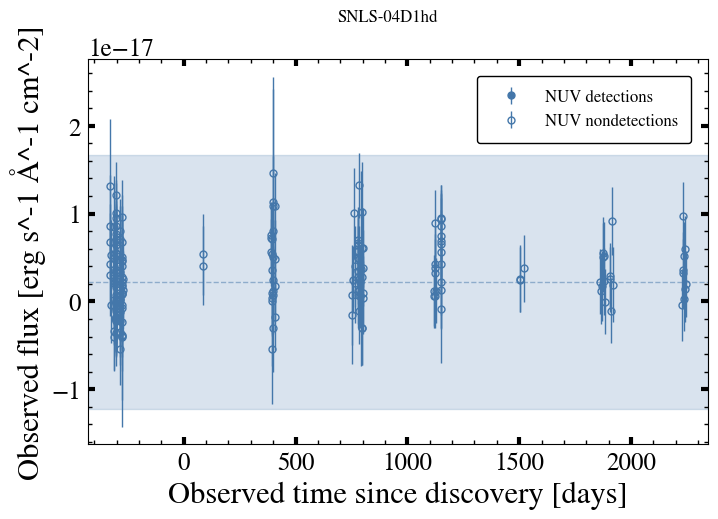 SNLS-04D1hd
1e−17
NUV detections
NUV nondetections
2
1
0
−1
Observed flux [erg s^-1 Å^-1 cm^-2]
0 500 1000 1500 2000
Observed time since discovery [days]